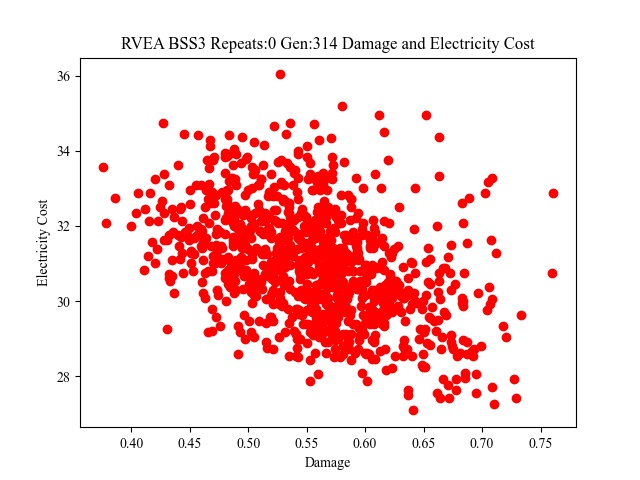 RVEA BSS3 Repeats:0 Gen:314 Damage and Electricity Cost
36
34
32
30
28
Electricity Cost
0.40 0.45 0.50 0.55 0.60 0.65 0.70 0.75
Damage